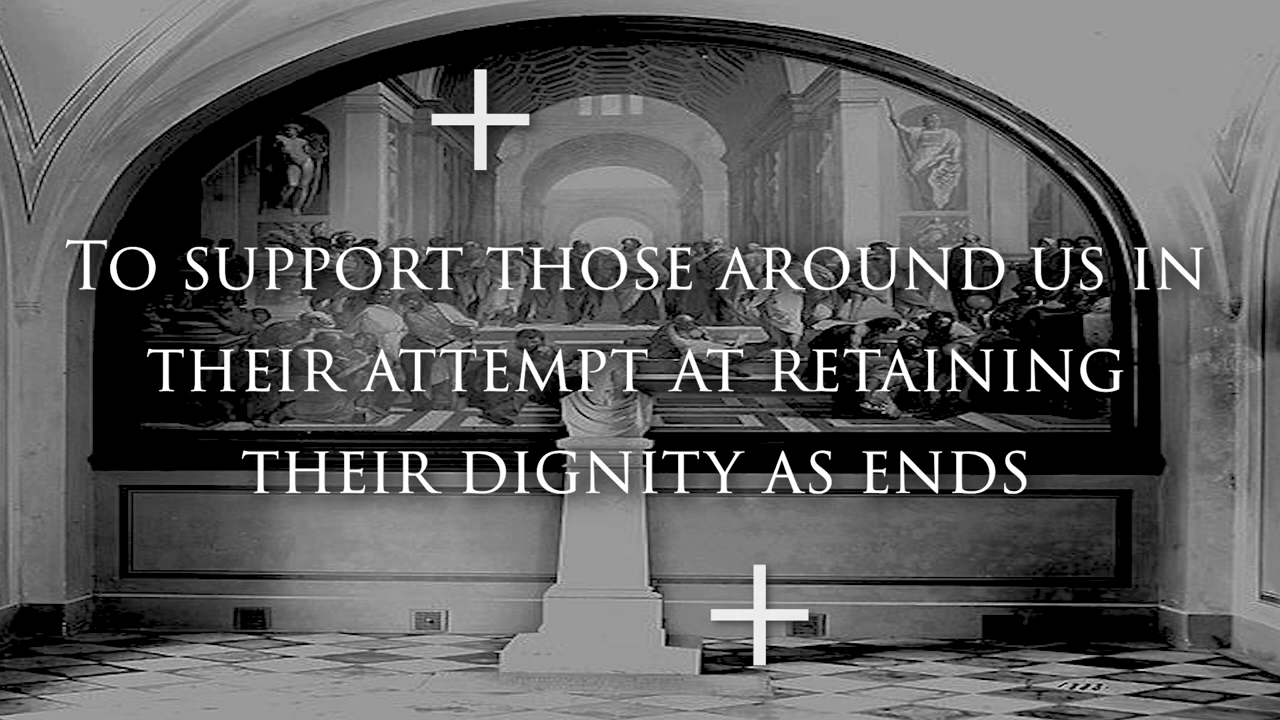 To support those around us in
their attempt at retaining
their dignity as ends